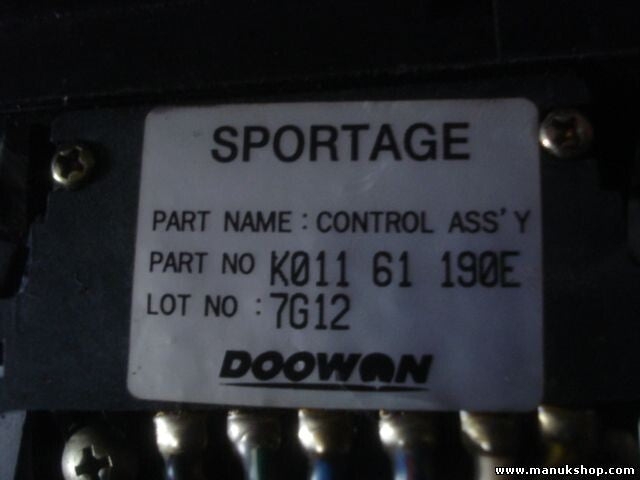 SPORTAGE
PART NAME : CONTROL ASS'Y
PART NO K011 61 190E
LOT NO : 7G12
DOOWON
www.manukshop.com